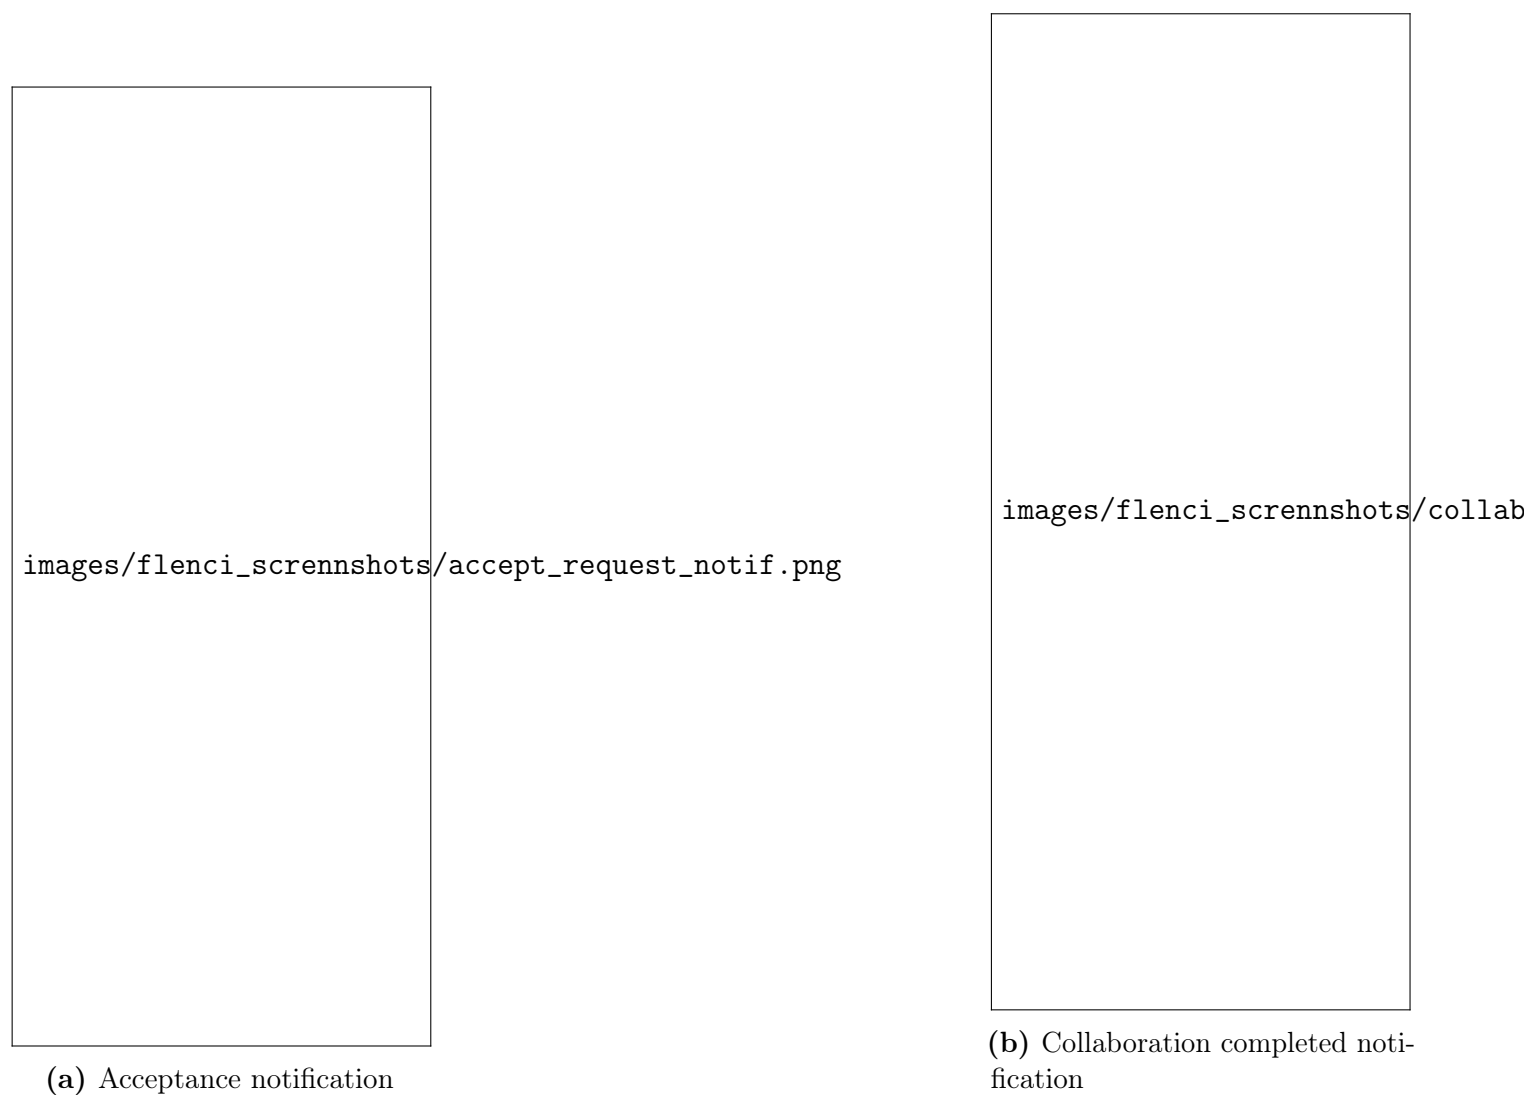 images/flenci_scrennshots/accept_request_notif.png
(a) Acceptance notification
images/flenci_scrennshots/collab
(b) Collaboration completed noti-
fication